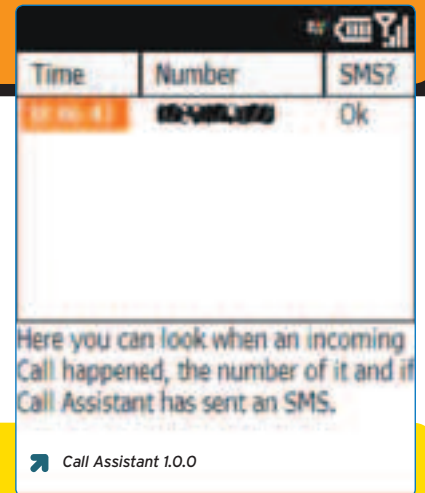 Time Number SMS?
Ok
Here you can look when an incoming
Call happened, the number of it and if
Call Assistant has sent an SMS.
Call Assistant 1.0.0